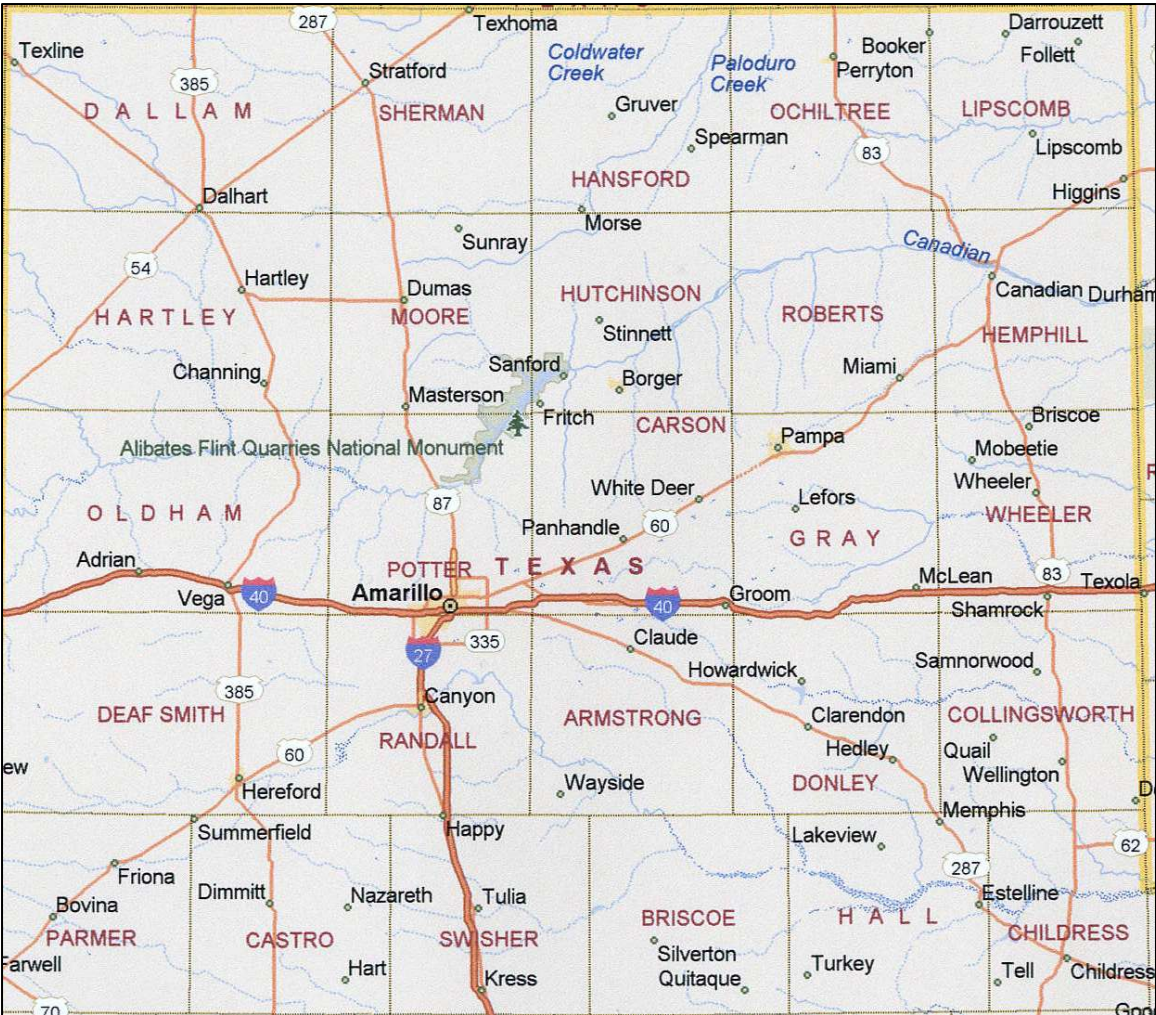 287
Texhoma
Darrouzett
Texline
Coldwater
Creek
Booker
Follett
Stratford
Paloduro
Creek
Perryton
385
DALLAM
SHERMAN
Gruver
OCHILTREE
LIPSCOMB
Spearman
83
Lipscomb
HANSFORD
Higgins
Dalhart
Morse
Sunray
Canadian
54
Hartley
Dumas
HUTCHINSON
Canadian
Durham
HARTLEY
MOORE
ROBERTS
Stinnett
HEMPHILL
Channing
Sanford
Borger
Miami
Masterson
Fritch
CARSON
Briscoe
Pampa
Alibates Flint Quarries National Monument
Mobeetie
White Deer
Wheeler
87
Lefors
OLDHAM
60
WHEELER
Panhandle
GRAY
Adrian
POTTER
TEXAS
McLean
83
Texola
Vega
40
Amarillo
40
Groom
Shamrock
335
Claude
27
Howardwick
Samnorwood
385
Canyon
DEAF SMITH
ARMSTRONG
Clarendon
COLLINGSWORTH
RANDALL
60
Hedley
Quail
ew
Wellington
Hereford
Wayside
DONLEY
Memphis
Summerfield
Happy
Lakeview
62
Friona
287
Dimmitt
Nazareth
Tulia
Estelline
Bovina
BRISCOE
HALL
PARMER
CASTRO
SWISHER
CHILDRESS
Silverton
Farwell
Hart
Turkey
Tell
Childress
Kress
Quitaque
70